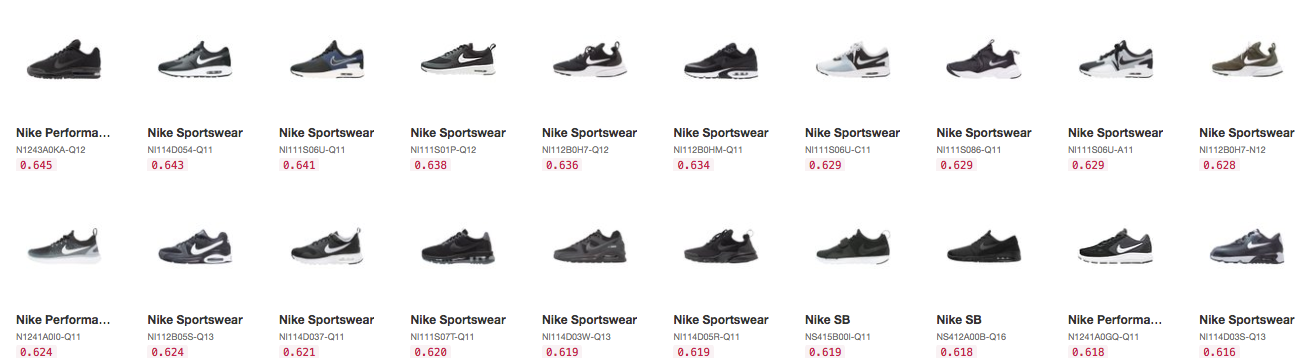 Nike Performa... Nike Sportswear Nike Sportswear Nike Sportswear Nike Sportswear Nike Sportswear Nike Sportswear Nike Sportswear Nike Sportswear Nike Sportswear
N1243A0KA-Q12 NI114D054-Q11 NI111S06U-Q11 NI111S01P-Q12 NI112B0H7-Q12 NI112B0HM-Q11 NI111S06U-C11 NI111S086-Q11 NI111S06U-A11 NI112B0H7-N12
0.645 0.643 0.641 0.638 0.636 0.634 0.629 0.629 0.629 0.628
Nike Performa... Nike Sportswear Nike Sportswear Nike Sportswear Nike Sportswear Nike Sportswear Nike SB Nike SB Nike Performa... Nike Sportswear
N1241A0I0-Q11 NI112B05S-Q13 NI114D037-Q11 NI111S07T-Q11 NI114D03W-Q13 NI114D05R-Q11 NS415B00I-Q11 NS412A00B-Q16 N1241A0GQ-Q11 NI114D03S-Q13
0.624 0.624 0.621 0.620 0.619 0.619 0.619 0.618 0.618 0.616